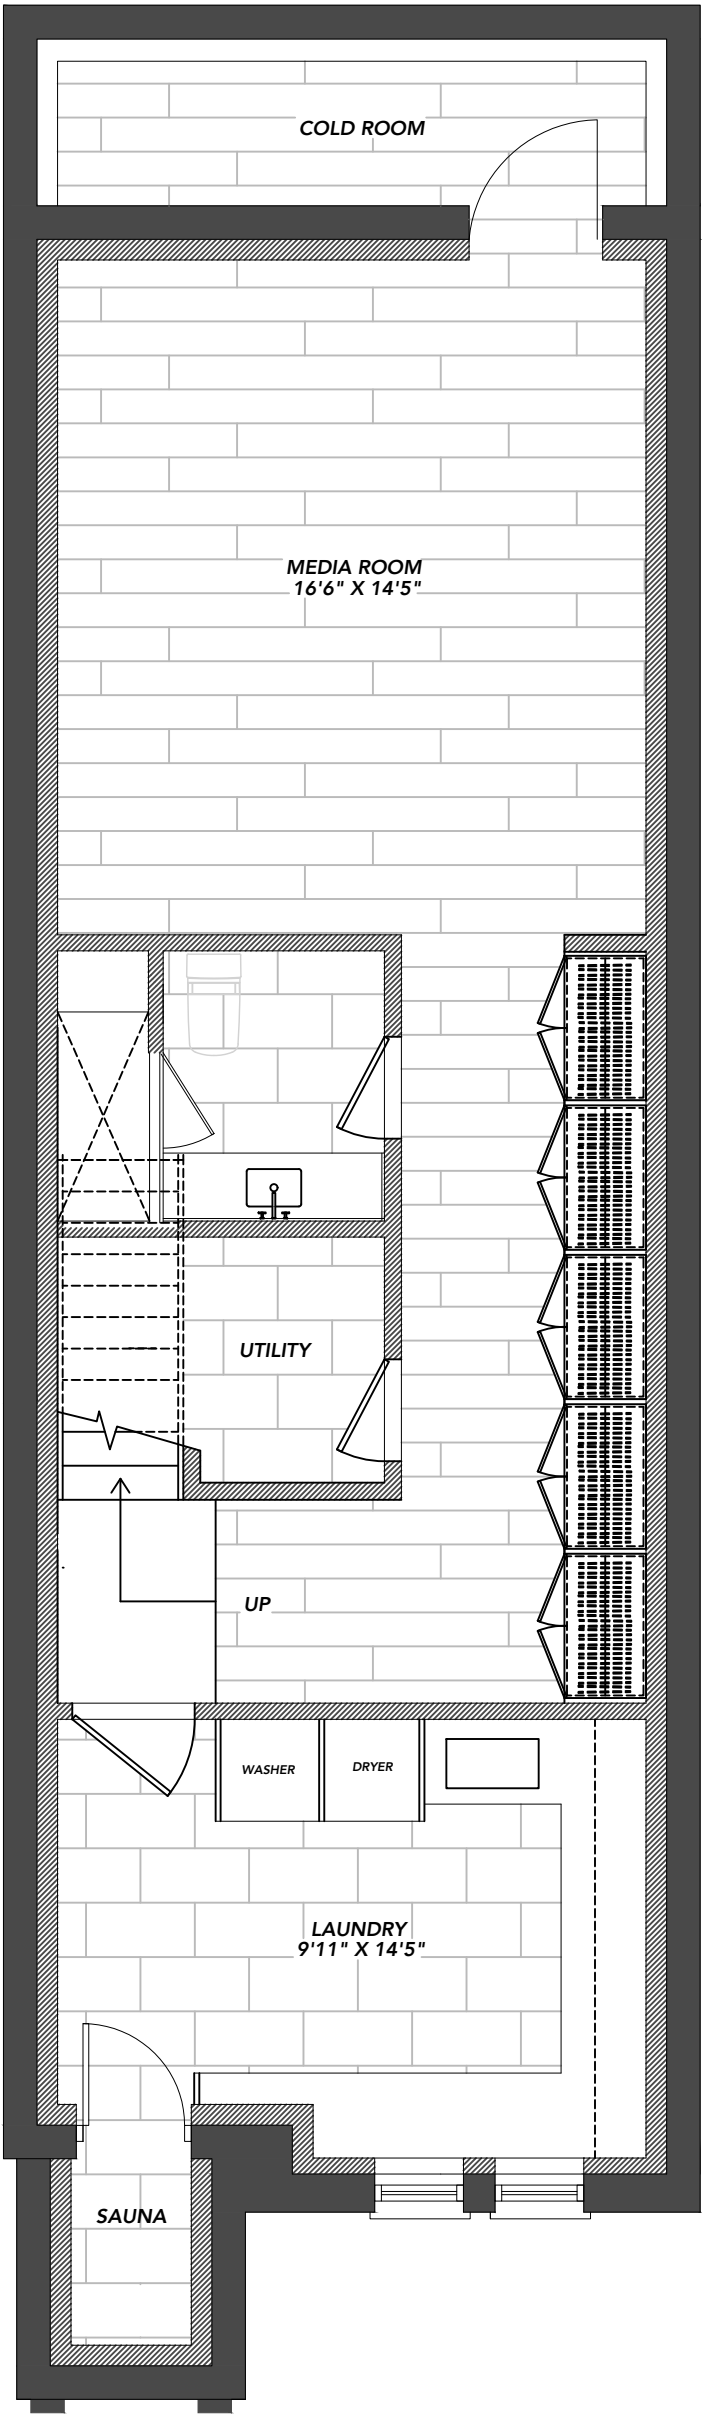 COLD ROOM
MEDIA ROOM
16'6" X 14'5"
UTILITY
UP
WASHER
DRYER
LAUNDRY
9'11" X 14'5"
SAUNA